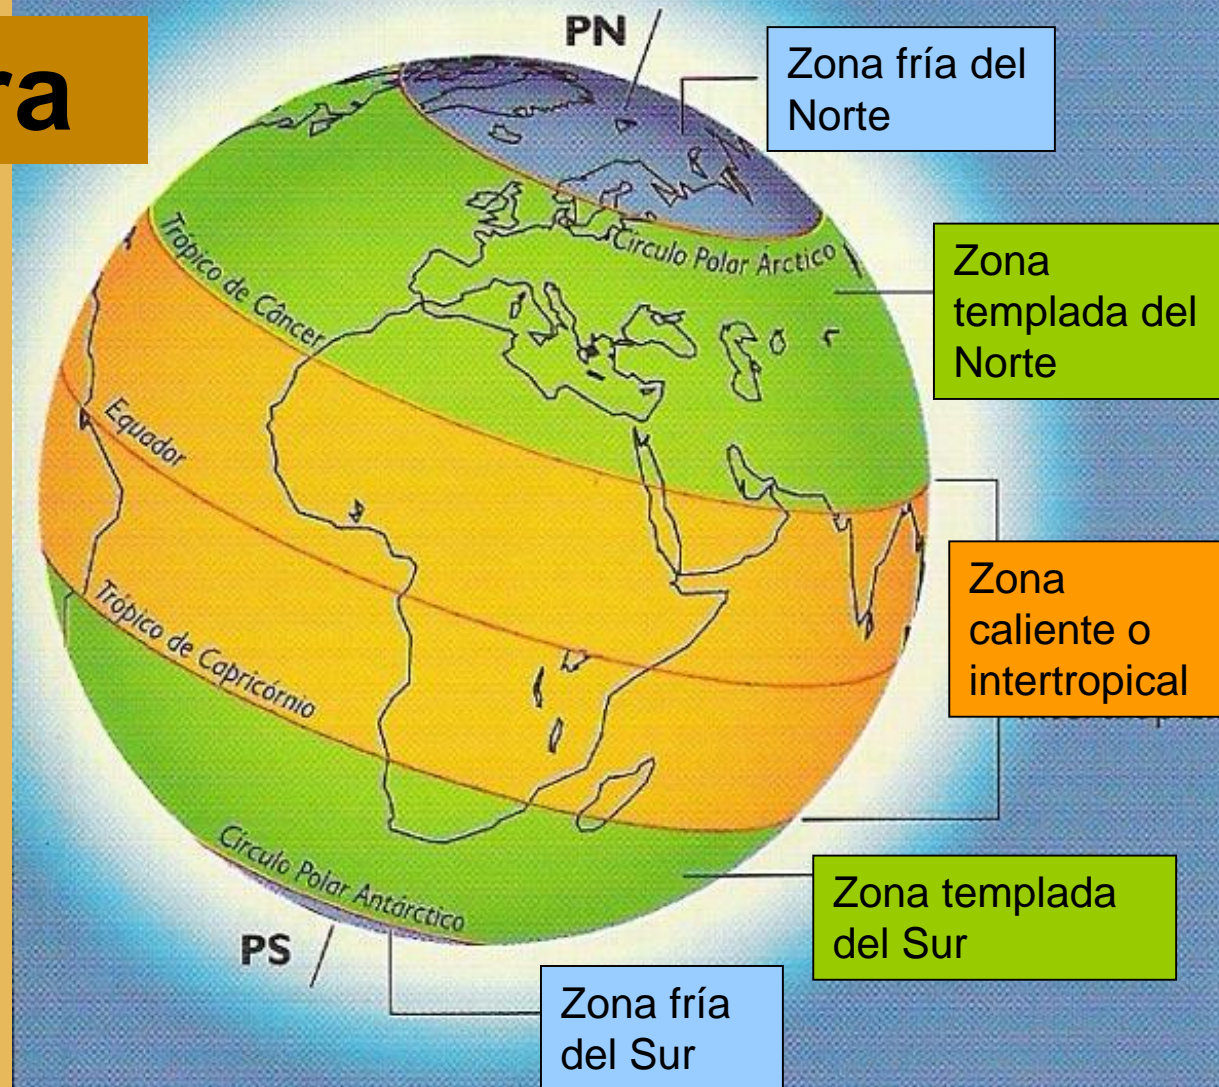 ra
PN
Zona fría del
Norte
Círculo Polar Árctico
Zona
templada del
Norte
Trópico de Câncer
Equador
Zona
caliente o
intertropical
Trópico de Capricórnio
Círculo Polar Antárctico
Zona templada
del Sur
PS
Zona fría
del Sur